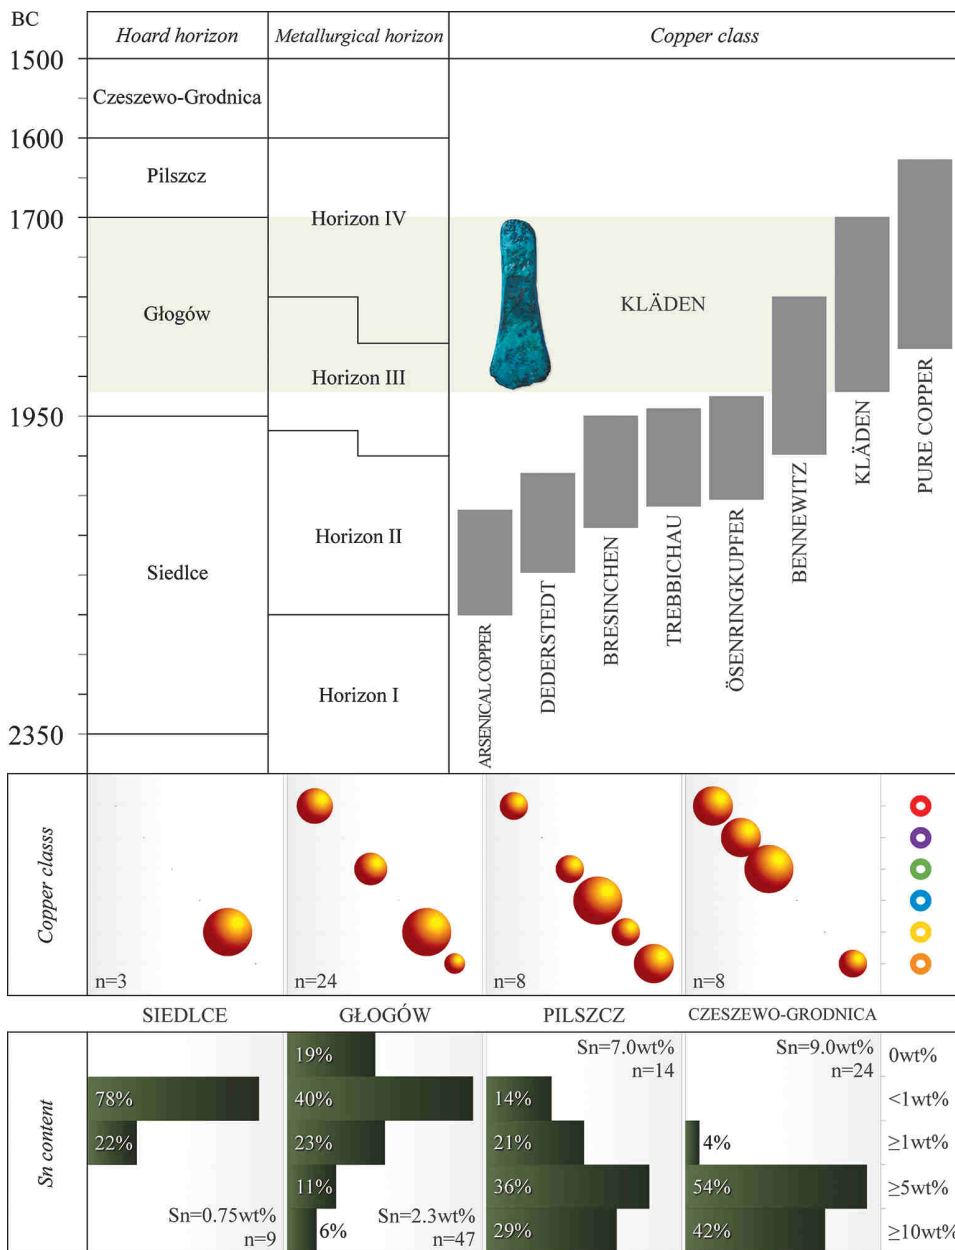 BC
Hoard horizon
Metallurgical horizon
Copper class
1500
Czeszewo-Grodnica
1600
Pilszcz
1700
Horizon IV
KLÄDEN
Głogów
Horizon III
1950
Siedlce
Horizon II
Horizon I
2350
ARSENICAL COPPER
DEDERSTEDT
BRESINCHEN
TREBBICHAU
ÖSENRINGKUPFER
BENNEWITZ
KLÄDEN
PURE COPPER
Copper classs
n=3
n=24
n=8
n=8
SIEDLCE
GŁOGÓW
PILSZCZ
CZESZEWO-GRODNICA
Sn content
78%
22%
Sn=0.75wt%
n=9
19%
40%
23%
11%
6%
Sn=2.3wt%
n=47
Sn=7.0wt%
n=14
14%
21%
36%
29%
Sn=9.0wt%
n=24
4%
54%
42%
0wt%
<1wt%
≥1wt%
≥5wt%
≥10wt%